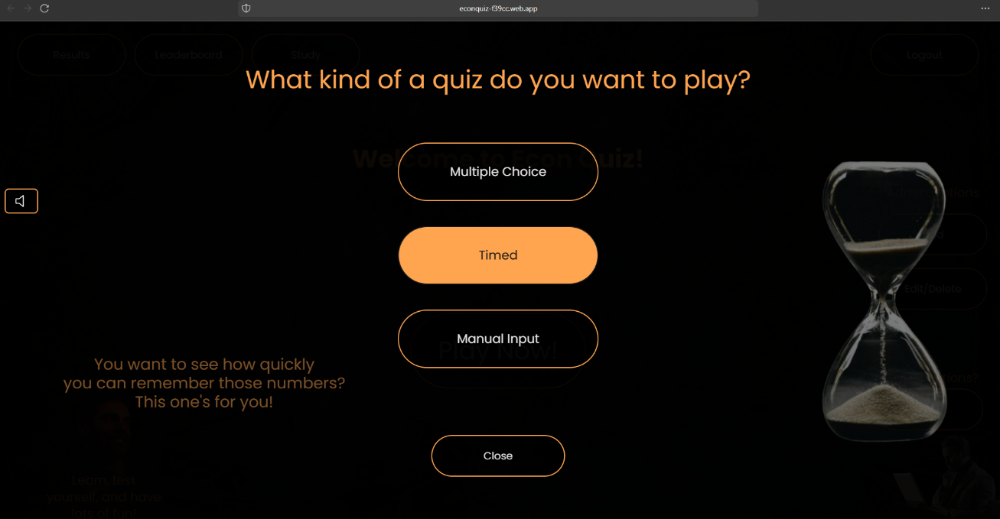 econquiz-f39cc.web.app
Results
Leaderboard
Study
Logout
What kind of a quiz do you want to play?
Welcome to Econ Quiz!
Multiple Choice
Timed
Edit/Delete
Manual Input
Play Now!
You want to see how quickly
you can remember those numbers?
This one's for you!
Close
Learn, test
yourself, and have
lots of fun!